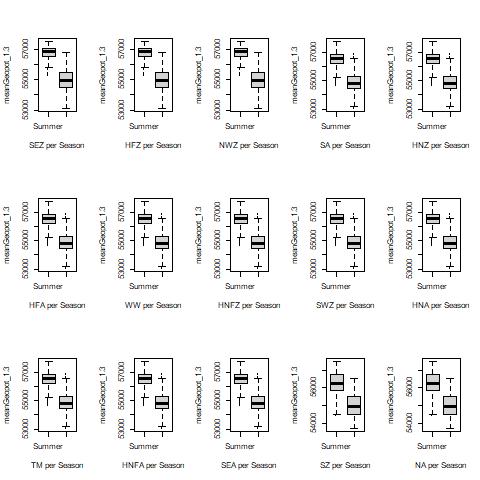 meanGeopot_1.3
53000 55000 57000
Summer
SEZ per Season
meanGeopot_1.3
53000 55000 57000
Summer
HFZ per Season
meanGeopot_1.3
53000 55000 57000
Summer
NWZ per Season
meanGeopot_1.3
53000 55000 57000
Summer
SA per Season
meanGeopot_1.3
53000 55000 57000
Summer
HNZ per Season
meanGeopot_1.3
53000 55000 57000
Summer
HFA per Season
meanGeopot_1.3
53000 55000 57000
Summer
WW per Season
meanGeopot_1.3
53000 55000 57000
Summer
HNFZ per Season
meanGeopot_1.3
53000 55000 57000
Summer
SWZ per Season
meanGeopot_1.3
53000 55000 57000
Summer
HNA per Season
meanGeopot_1.3
53000 55000 57000
Summer
TM per Season
meanGeopot_1.3
53000 55000 57000
Summer
HNFA per Season
meanGeopot_1.3
53000 55000 57000
Summer
SEA per Season
meanGeopot_1.3
54000 56000
Summer
SZ per Season
meanGeopot_1.3
54000 56000
Summer
NA per Season